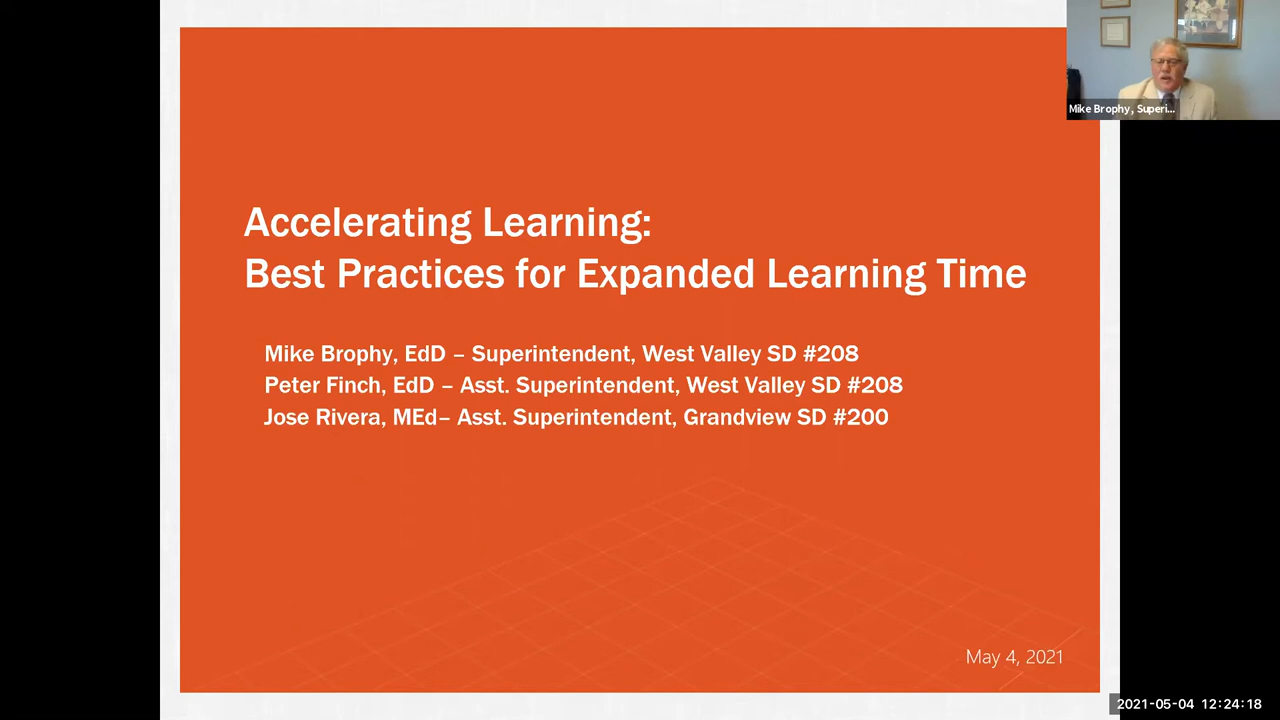 Mike Brophy, Superi...
Accelerating Learning:
Best Practices for Expanded Learning Time
Mike Brophy, EdD – Superintendent, West Valley SD #208
Peter Finch, EdD – Asst. Superintendent, West Valley SD #208
Jose Rivera, MEd– Asst. Superintendent, Grandview SD #200
May 4, 2021
2021-05-04 12:24:18